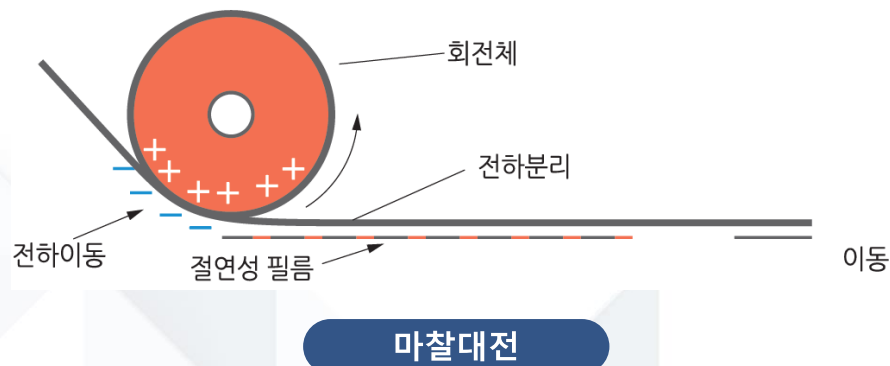 회전체
전하분리
전하이동
절연성 필름
이동
마찰대전